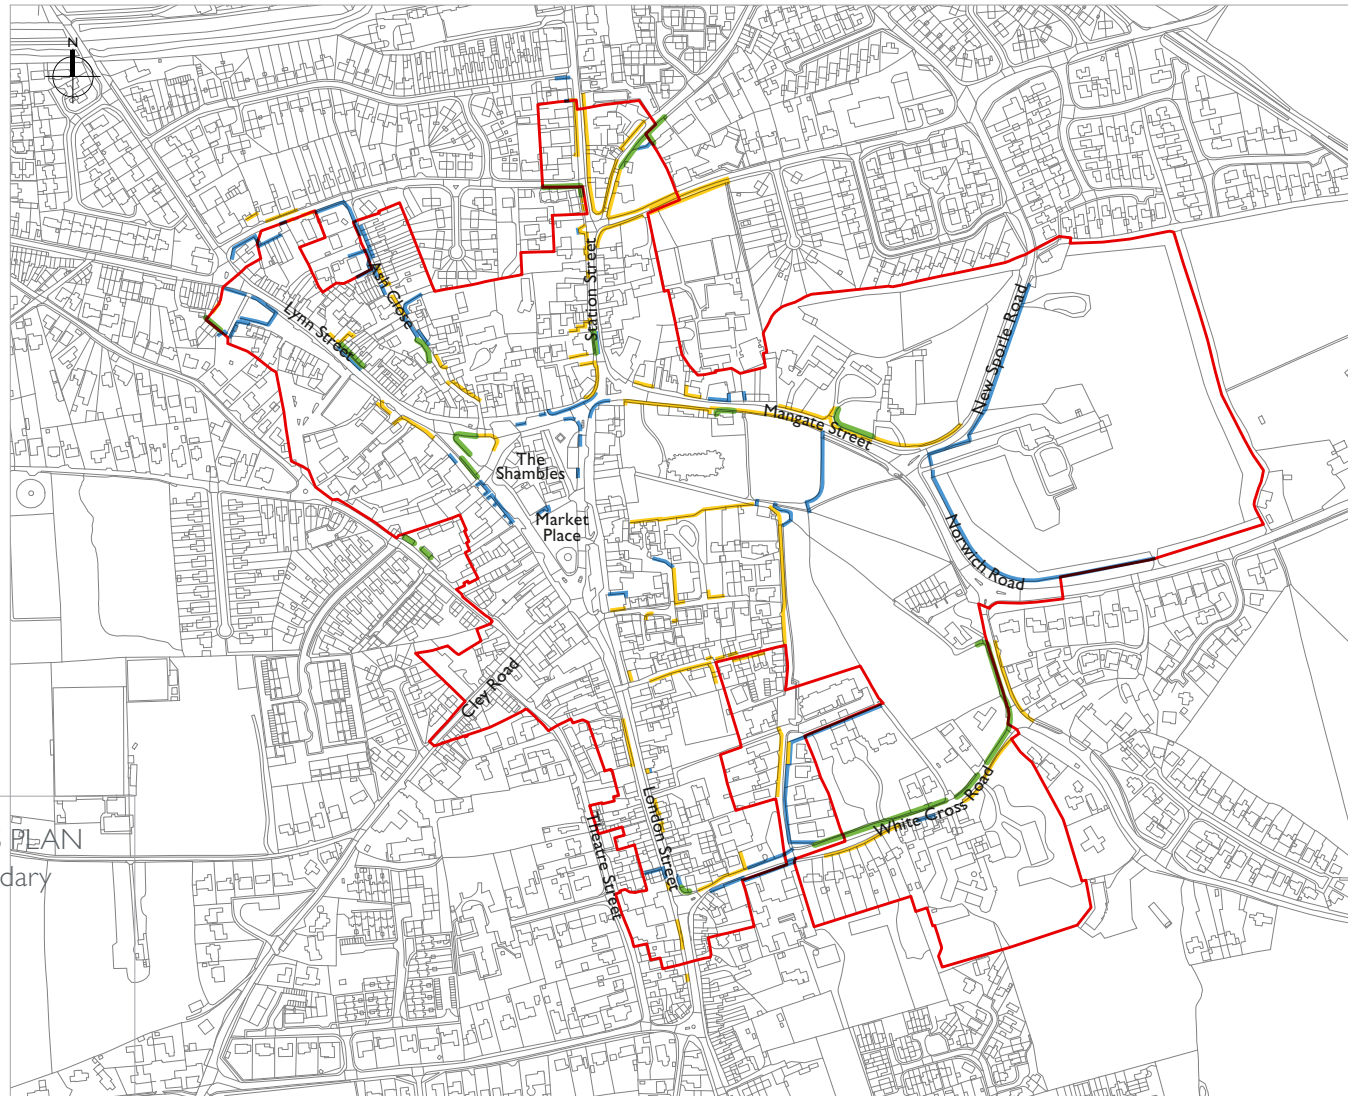 N
Station Street
Ash Close
Lynn Street
New Sporle Road
Mangate Street
The
Shambles
Market
Place
Norwich Road
Cley Road
White Cross Road
London Street
Theatre Street
PLAN
dary